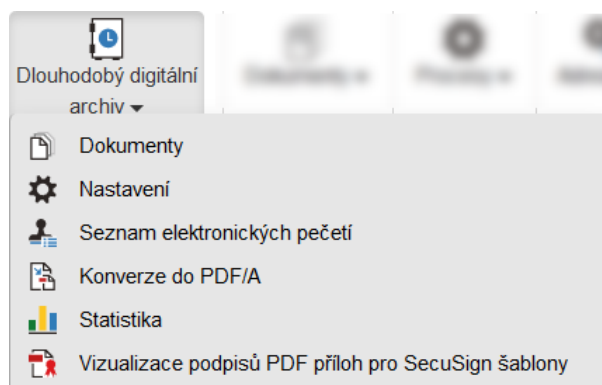 Dlouhodobý digitální
archiv
Dokumenty
Nastavení
Seznam elektronických pečetí
Konverze do PDF/A
Statistika
Vizualizace podpisů PDF příloh pro SecuSign šablony